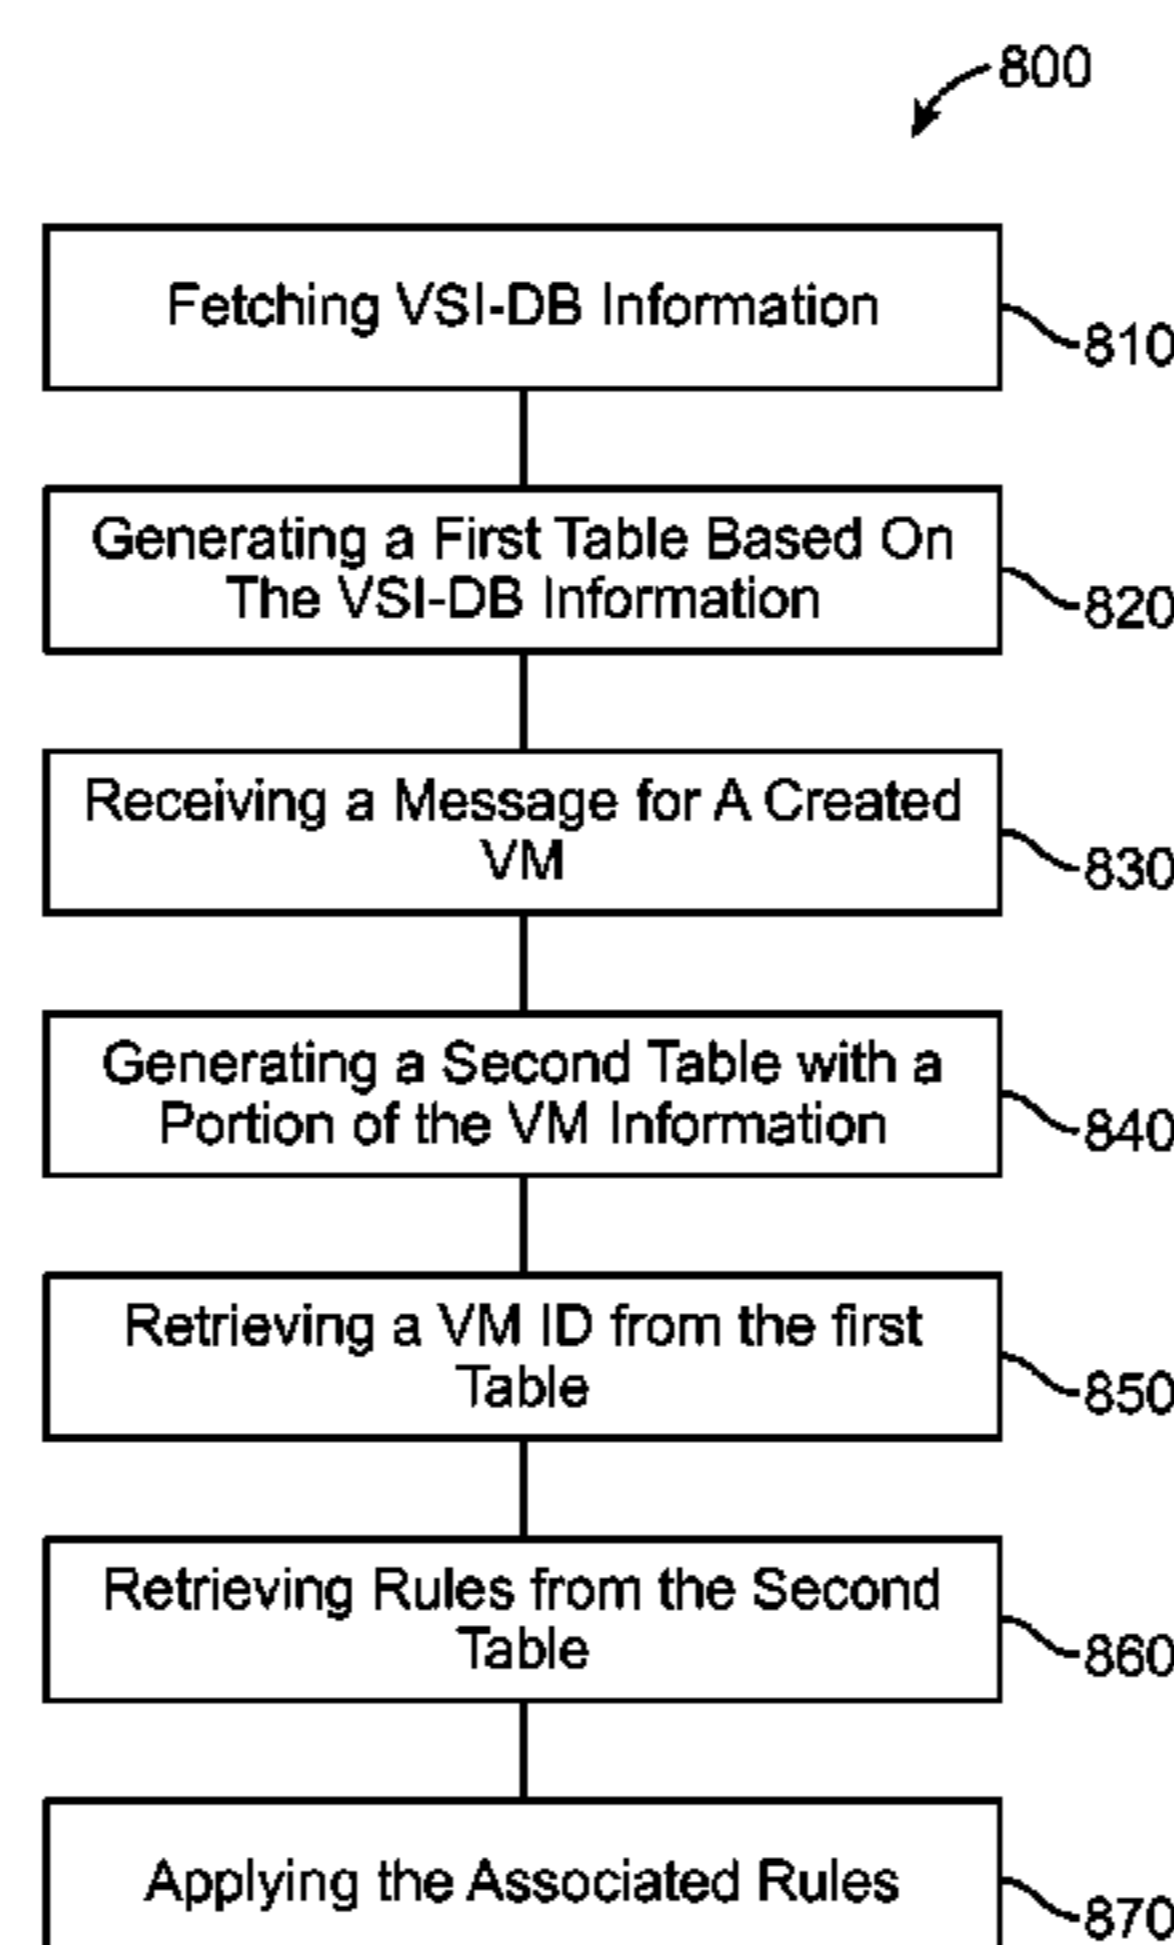 800
Fetching VSI-DB Information
810
Generating a First Table Based On
The VSI-DB Information
820
Receiving a Message for A Created
VM
830
Generating a Second Table with a
Portion of the VM Information
840
Retrieving a VM ID from the first
Table
850
Retrieving Rules from the Second
Table
860
Applying the Associated Rules
870